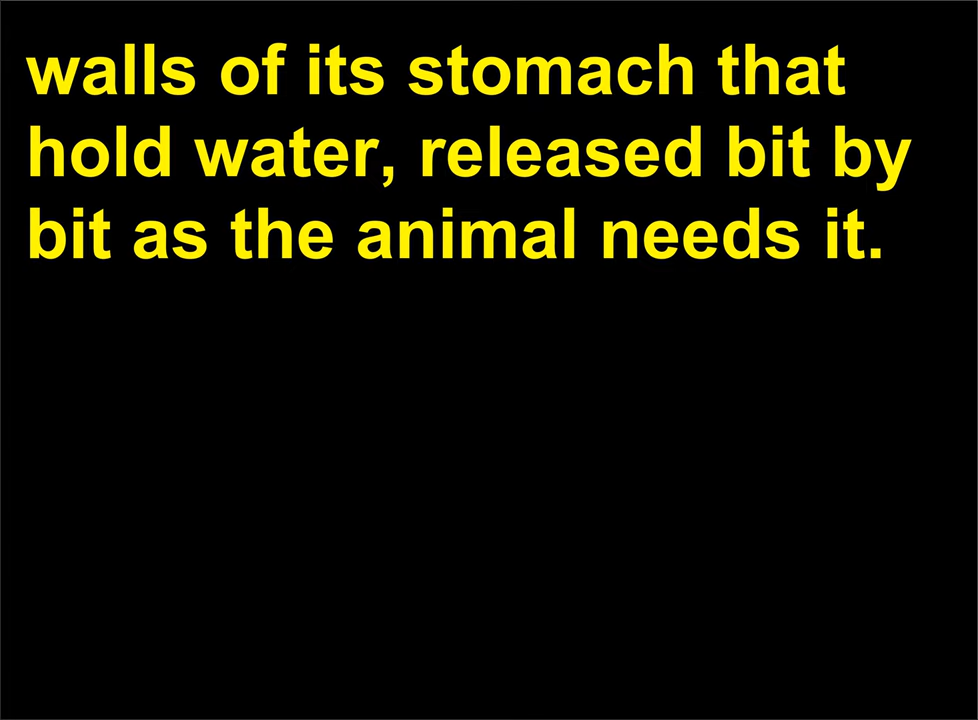 walls of its stomach that
hold water, released bit by
bit as the animal needs it.